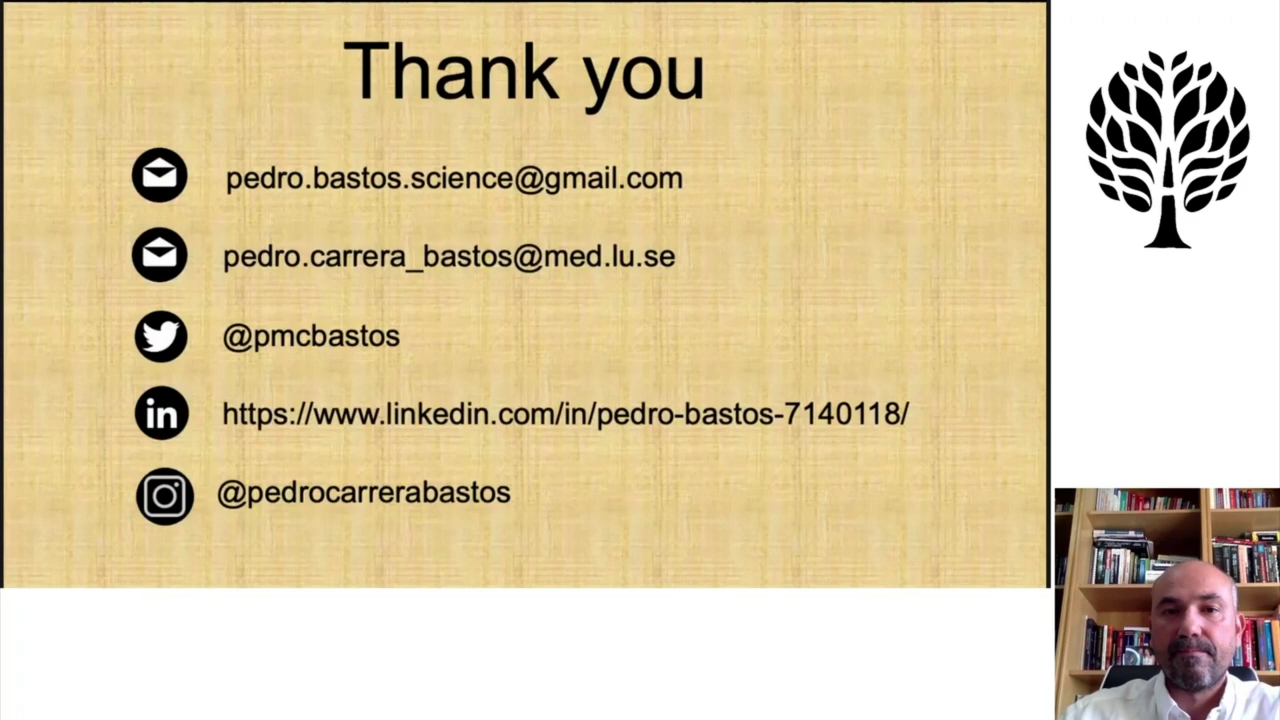 Thank you
pedro.bastos.science@gmail.com
pedro.carrera_bastos@med.lu.se
@pmcbastos
in
https://www.linkedin.com/in/pedro-bastos-7140118/
@pedrocarrerabastos